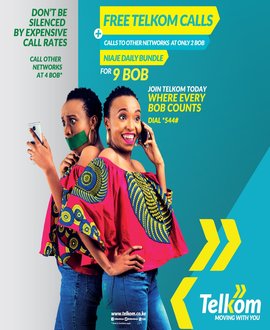 DON'T BE
SILENCED
BY EXPENSIVE
CALL RATES
CALL OTHER
NETWORKS
AT 4 BOB*
FREE TELKOM CALLS
+
CALLS TO OTHER NETWORKS AT ONLY 2 BOB
NIAJE DAILY BUNDLE
FOR 9 BOB
JOIN TELKOM TODAY
WHERE EVERY
BOB COUNTS
DIAL *544#
www.telkom.co.ke
Telkom
MOVING WITH YOU